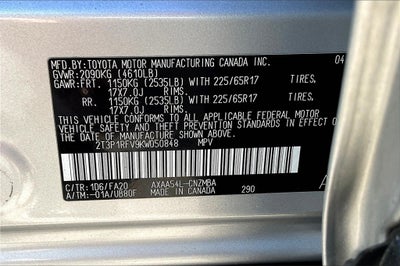 MFD.BY:TOYOTA MOTOR MANUFACTURING CANADA INC. 04
GVWR:2090KG (4610LB)
GAWR:FRT. 1150KG (2535LB) WITH 225/65R17 TIRES.
17X7.0J RIMS.
RR. 1150KG (2535LB) WITH 225/65R17 TIRES.
17X7.0J RIMS.
THIS VEHICLE CONFORMS TO ALL APPLICABLE FEDERAL MOTOR
VEHICLE SAFETY AND THEFT PREVENTION STANDARDS IN
EFFECT ON THE DATE OF MANUFACTURE SHOWN ABOVE.
2T3P1RFV9KW050848 MPV
C/TR:1D6/FA20 AXAA54L-CNZMBA A
A/TM:-01A/UB80F MADE IN CANADA 290